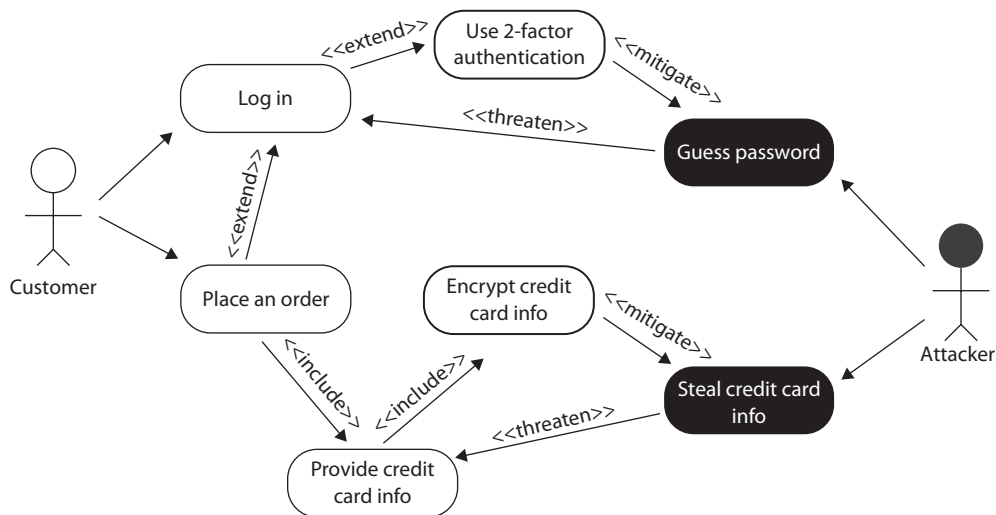 <<extend>>
Use 2-factor
authentication
<<mitigate>>
Log in
<<threaten>>
Guess password
<<extend>>
Customer
Place an order
Encrypt credit
card info
<<mitigate>>
Attacker
<<include>>
<<include>>
Steal credit card
info
<<threaten>>
Provide credit
card info